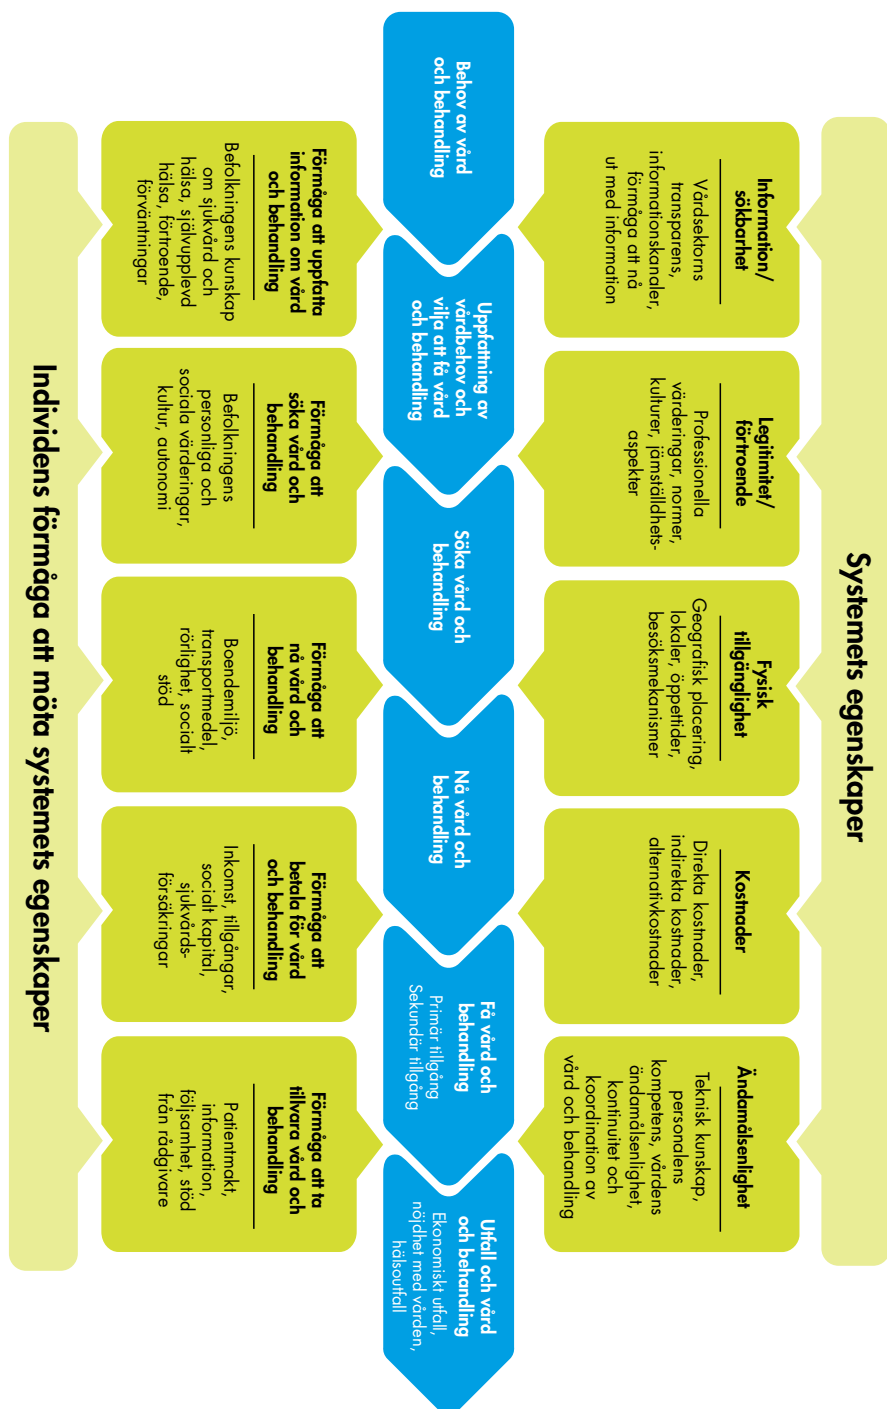 Systemets egenskaper
Information/
sökbarhet
Vårdsektorns
transparens,
informationskanaler,
förmåga att nå
ut med information
Legitimitet/
förtroende
Professionella
värderingar, normer,
kulturer, jämställdhets-
aspekter
Fysisk
tillgänglighet
Geografisk placering,
lokaler, öppettider,
besöksmekanismer
Kostnader
Direkta kostnader,
indirekta kostnader,
alternativkostnader
Ändamålsenlighet
Teknisk kunskap,
personalens
kompetens, vårdens
ändamålsenlighet,
kontinuitet och
koordination av
vård och behandling
Behov av vård
och behandling
Uppfattning av
vårdbehov och
vilja att få vård
och behandling
Söka vård och
behandling
Nå vård och
behandling
Få vård och
behandling
Primär tillgång
Sekundär tillgång
Utfall och vård
och behandling
Ekonomiskt utfall,
nöjdhet med vården,
hälsoutfall
Förmåga att uppfatta
information om vård
och behandling
Befolkningens kunskap
om sjukvård och
hälsa, självupplevd
hälsa, förtroende,
förväntningar
Förmåga att
söka vård och
behandling
Befolkningens
personliga och
sociala värderingar,
kultur, autonomi
Förmåga att
nå vård och
behandling
Boendemiljö,
transportmedel,
rörlighet, socialt
stöd
Förmåga att
betala för vård
och behandling
Inkomst, tillgångar,
socialt kapital,
sjukvårds-
försäkringar
Förmåga att ta
tillvara vård och
behandling
Patientmakt,
information,
följsamhet, stöd
från rådgivare
Individens förmåga att möta systemets egenskaper